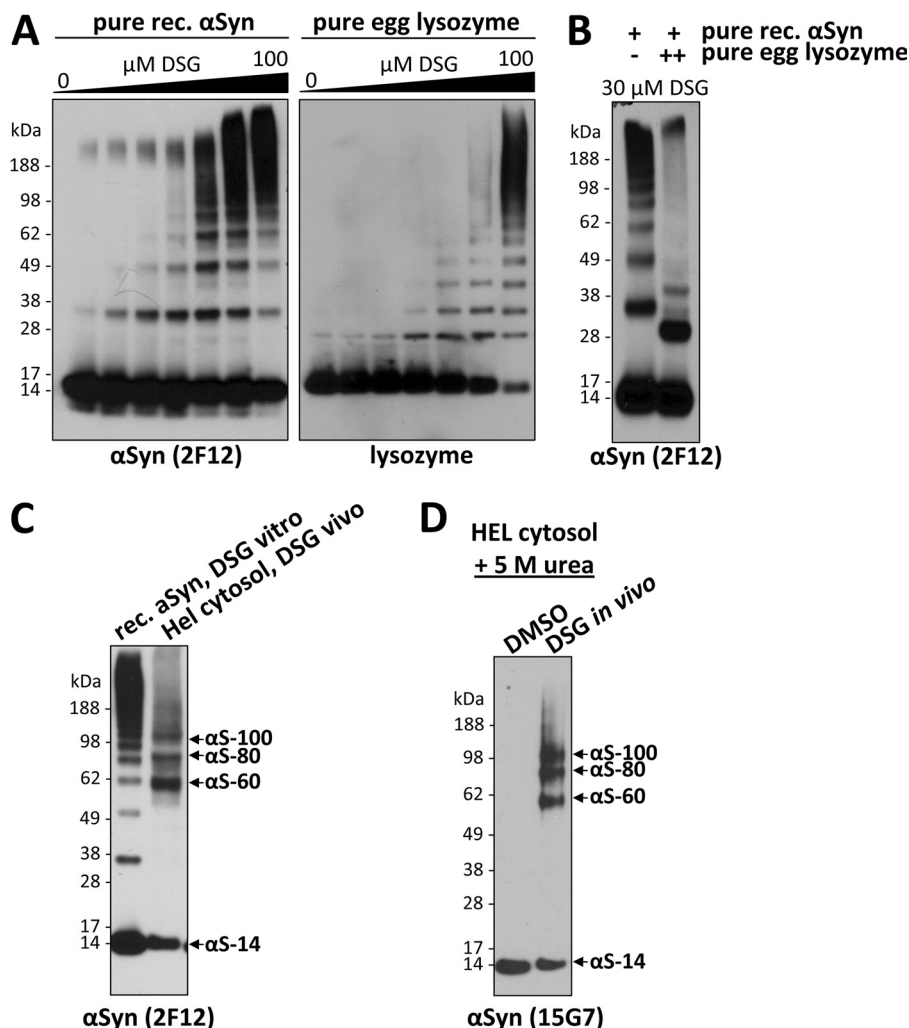 A
pure rec. αSyn
pure egg lysozyme
0 μM DSG 100
0 μM DSG 100
kDa
188 -
98 -
62 -
49 -
38 -
28 -
17 -
14 -
αSyn (2F12)
lysozyme
B
+ + pure rec. αSyn
- ++ pure egg lysozyme
30 μM DSG
kDa
188 -
98 -
62 -
49 -
38 -
28 -
17 -
14 -
αSyn (2F12)
C
rec. aSyn, DSG vitro
Hel cytosol, DSG vivo
kDa
188 -
98 -
62 -
49 -
38 -
28 -
17 -
14 -
αS-100
αS-80
αS-60
αS-14
αSyn (2F12)
D
HEL cytosol
+ 5 M urea
DMSO
DSG in vivo
kDa
188 -
98 -
62 -
49 -
38 -
28 -
17 -
14 -
αS-100
αS-80
αS-60
αS-14
αSyn (15G7)